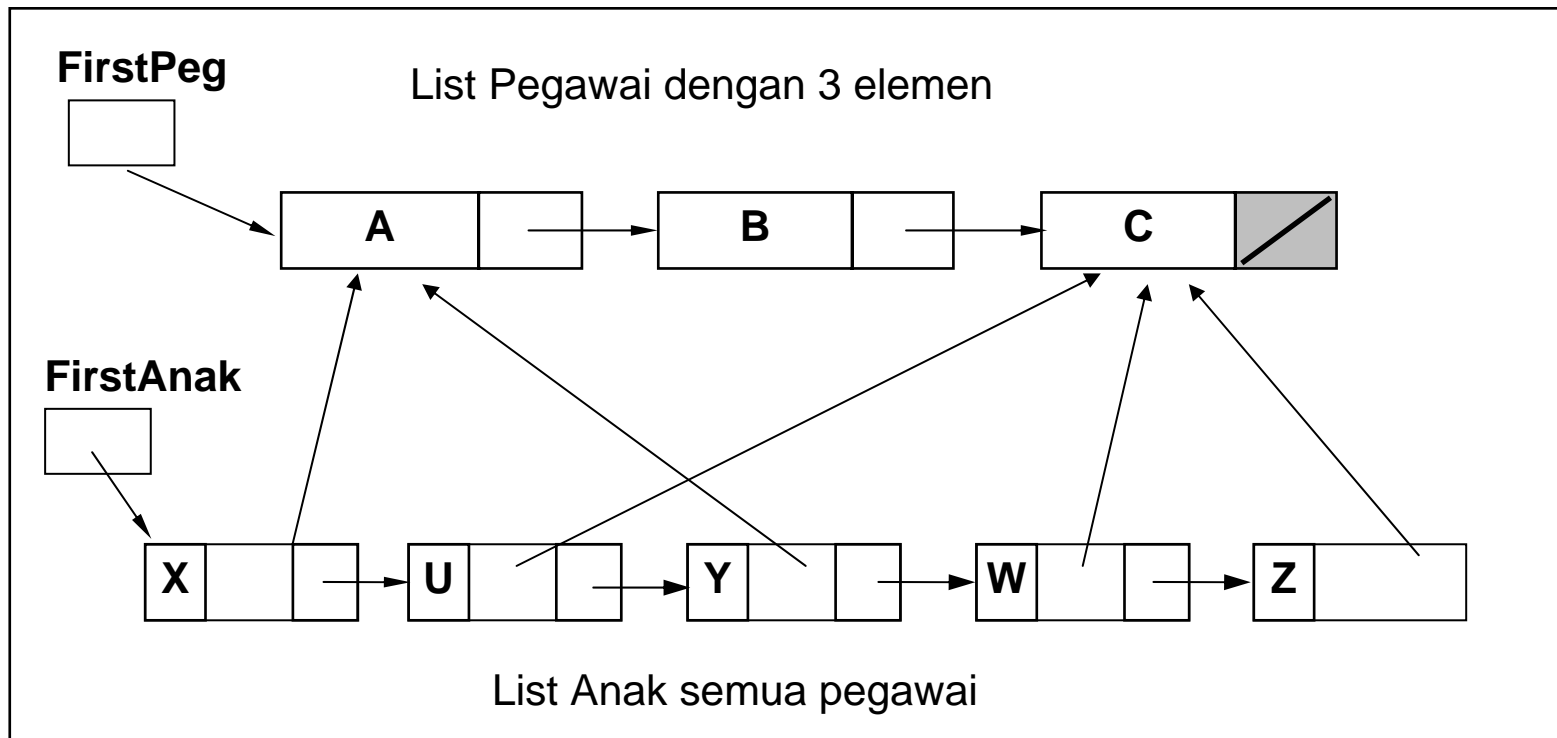 FirstPeg
List Pegawai dengan 3 elemen
A B C
FirstAnak
X U Y W Z
List Anak semua pegawai